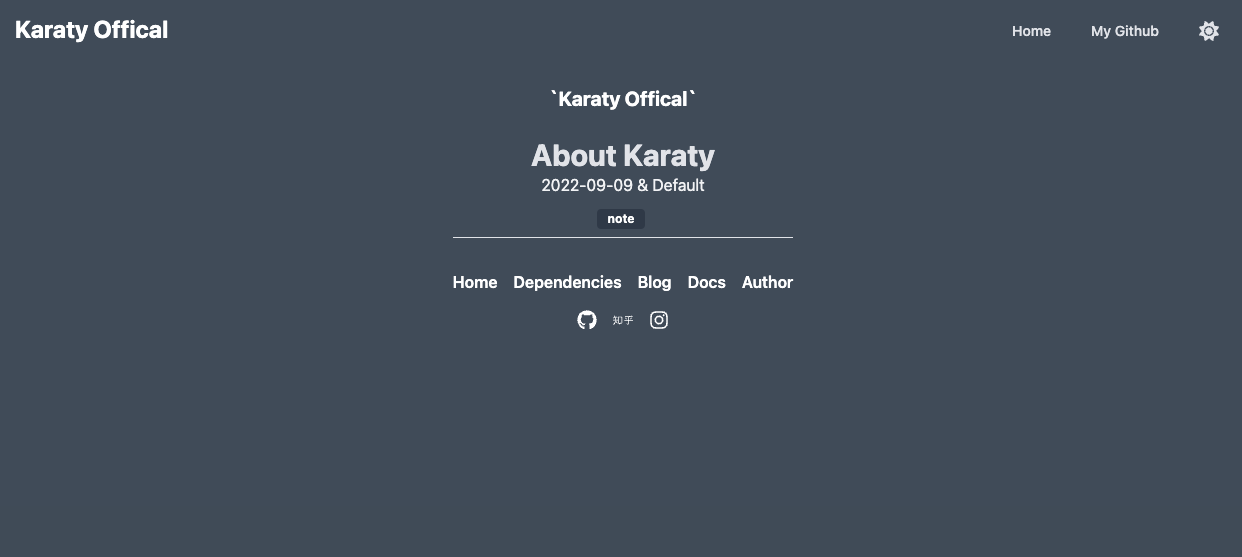 Karaty Offical
Home My Github
`Karaty Offical`
About Karaty
2022-09-09 & Default
note
Home Dependencies Blog Docs Author
知乎